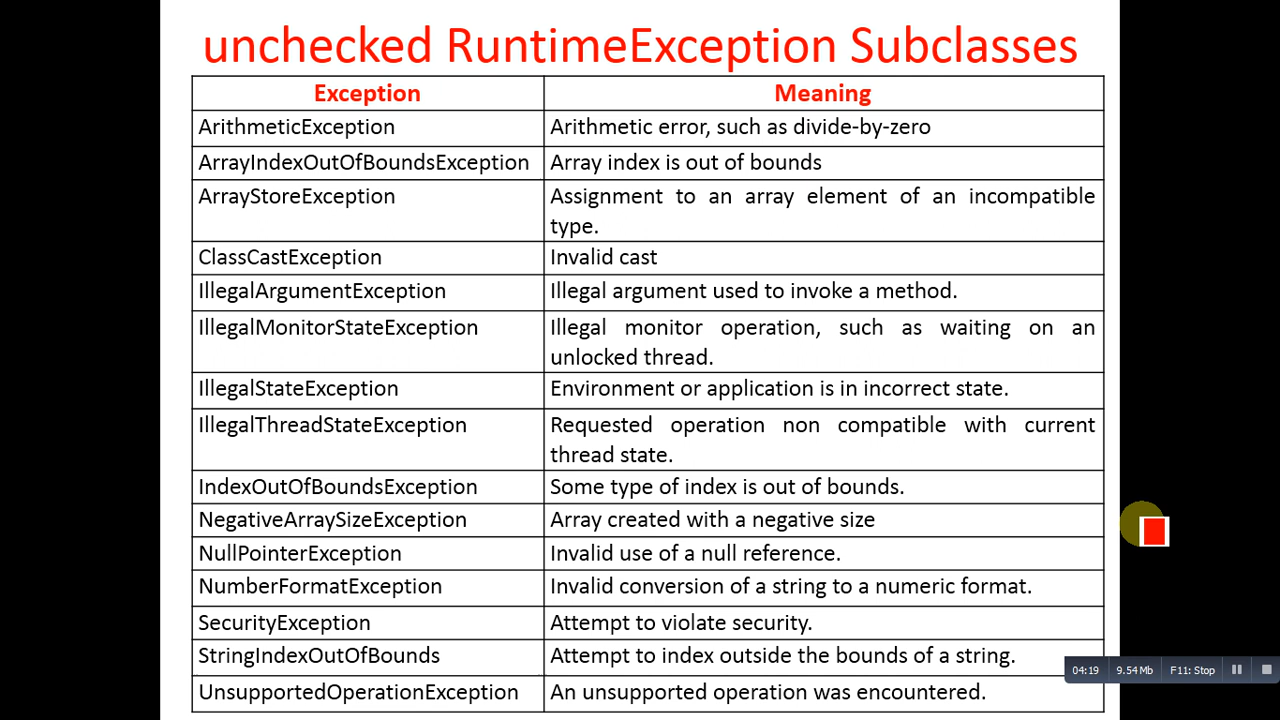 unchecked RuntimeException Subclasses
Exception Meaning
ArithmeticException Arithmetic error, such as divide-by-zero
ArrayIndexOutOfBoundsException Array index is out of bounds
ArrayStoreException Assignment to an array element of an incompatible
type.
ClassCastException Invalid cast
IllegalArgumentException Illegal argument used to invoke a method.
IllegalMonitorStateException Illegal monitor operation, such as waiting on an
unlocked thread.
IllegalStateException Environment or application is in incorrect state.
IllegalThreadStateException Requested operation non compatible with current
thread state.
IndexOutOfBoundsException Some type of index is out of bounds.
NegativeArraySizeException Array created with a negative size
NullPointerException Invalid use of a null reference.
NumberFormatException Invalid conversion of a string to a numeric format.
SecurityException Attempt to violate security.
StringIndexOutOfBounds Attempt to index outside the bounds of a string.
UnsupportedOperationException An unsupported operation was encountered.
04:19 9.54 Mb F11: Stop